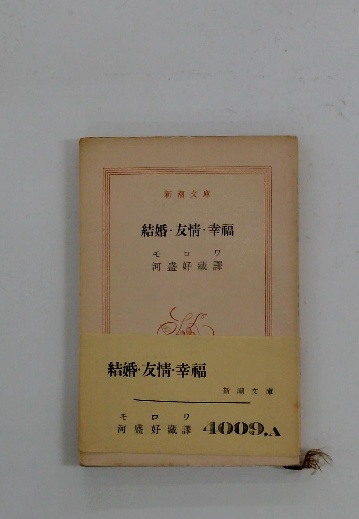 新潮文庫
結婚・友情・幸福
モロワ
河盛好蔵譯
結婚・友情・幸福
新潮文庫
モロワ
河盛好蔵譯
4009.A